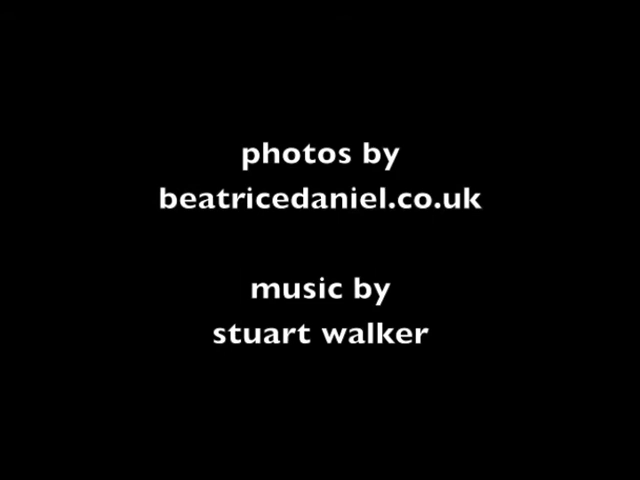 photos by
beatricedaniel.co.uk
music by
stuart walker